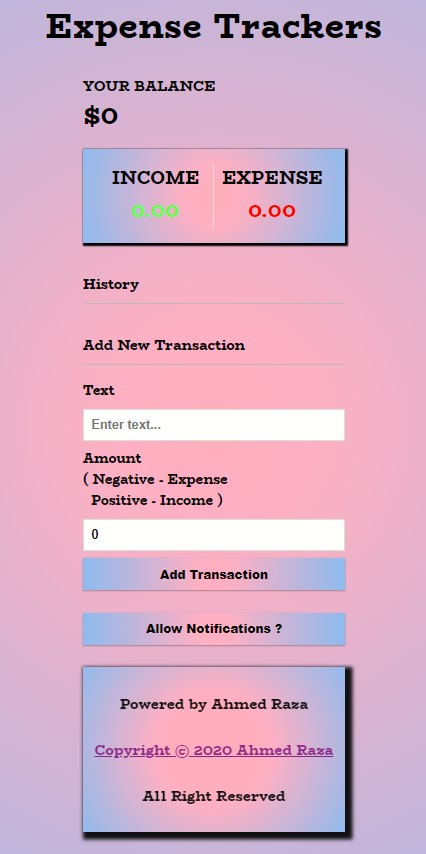 Expense Trackers
YOUR BALANCE
$0
INCOME EXPENSE
0.00 0.00
History
Add New Transaction
Text
Enter text...
Amount
( Negative - Expense
Positive - Income )
0
Add Transaction
Allow Notifications ?
Powered by Ahmed Raza
Copyright © 2020 Ahmed Raza
All Right Reserved